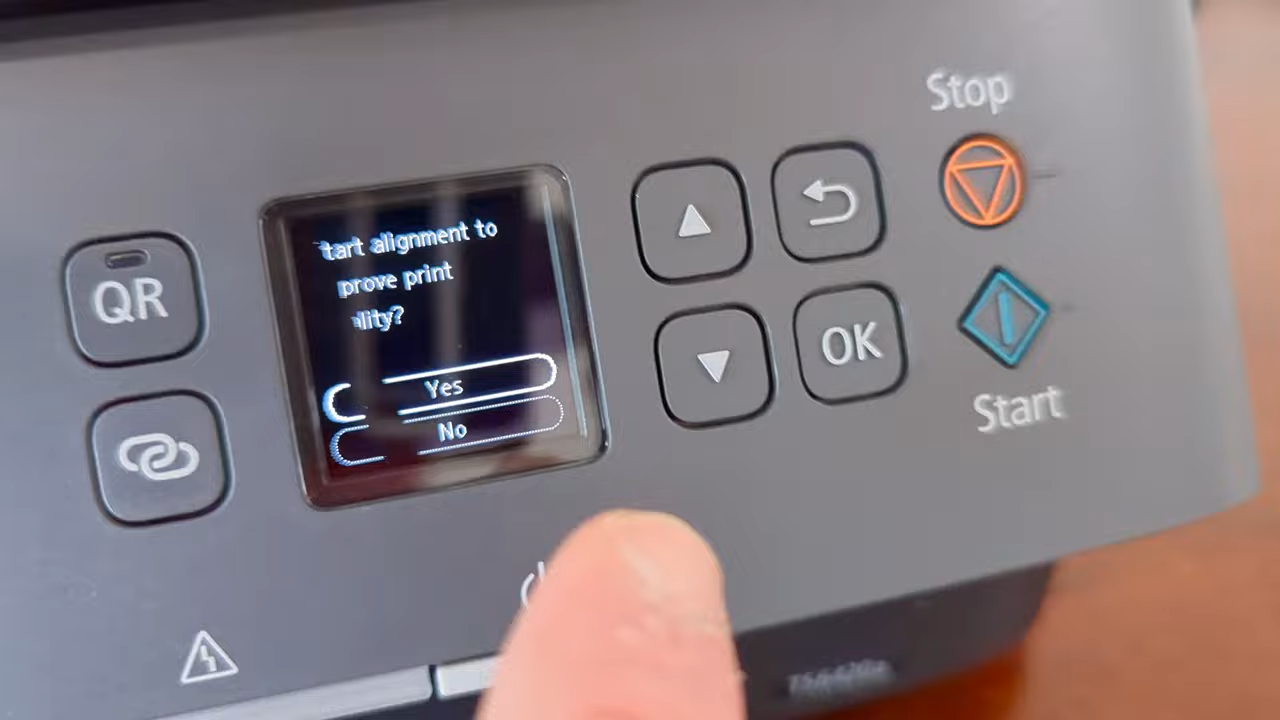 Stop
QR
tart alignment to
prove print
ality?
Yes
No
OK
Start